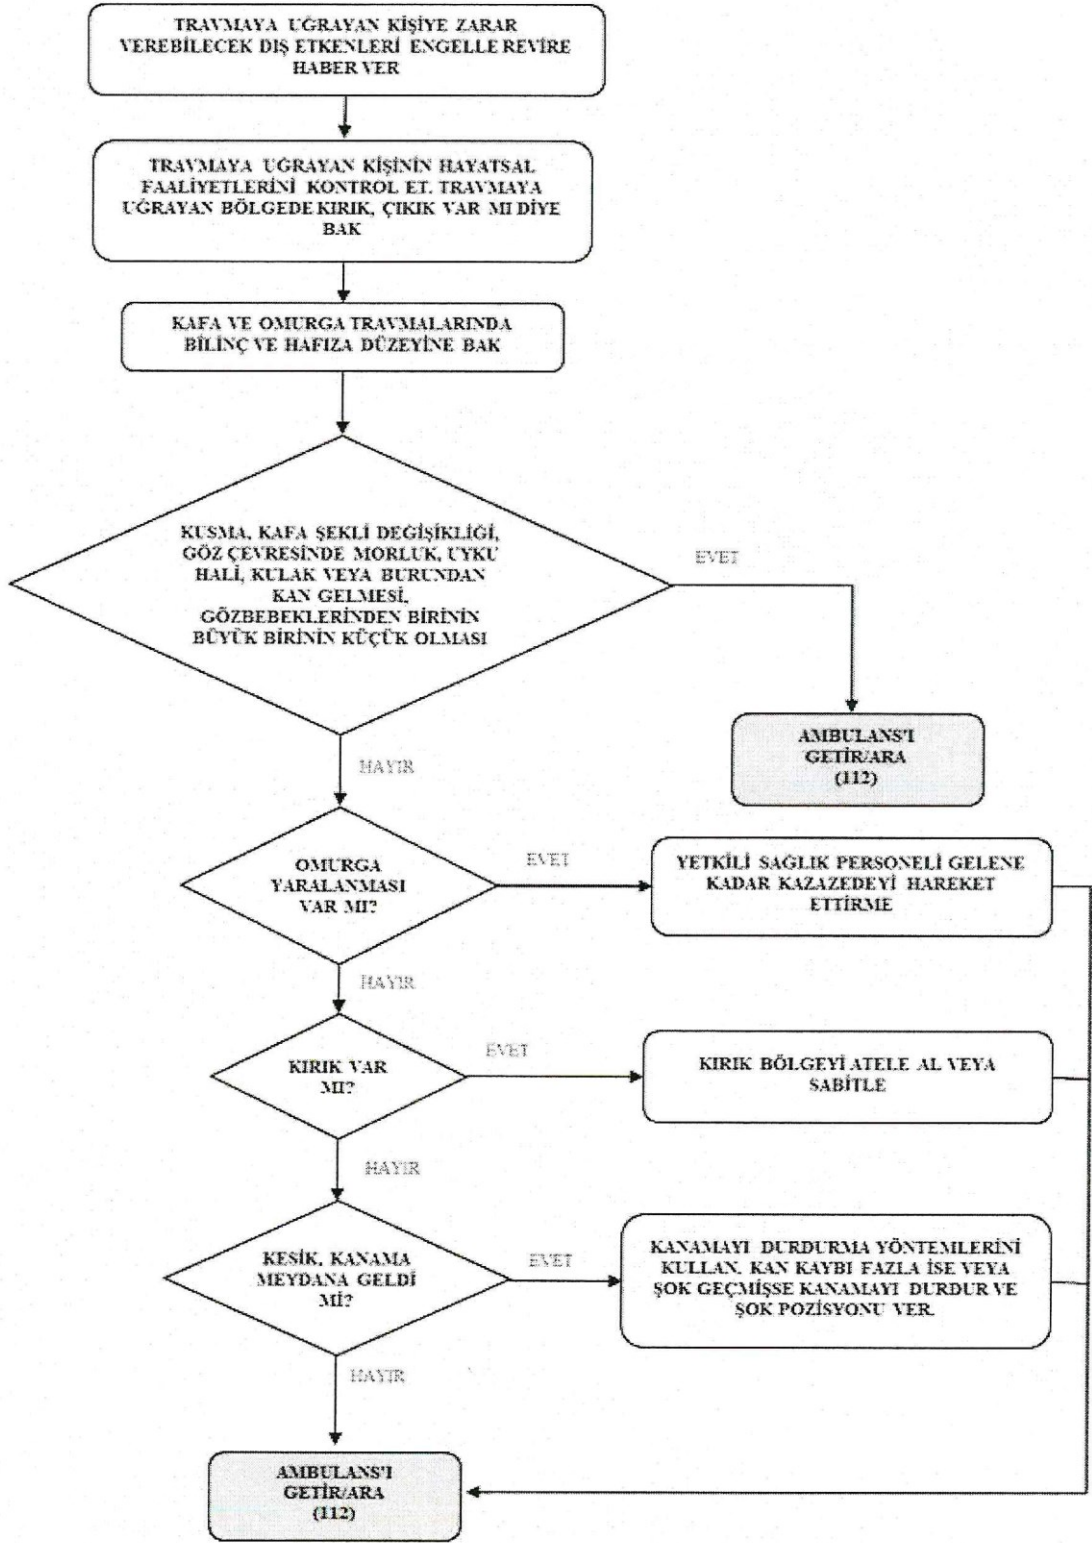 TRAVMAYA UĞRAYAN KİŞİYE ZARAR
VEREBİLECEK DIŞ ETKENLERİ ENGELLE REVİRE
HABER VER
TRAVMAYA UĞRAYAN KİŞİNİN HAYATSAL
FAALİYETLERİNİ KONTROL ET. TRAVMAYA
UĞRAYAN BÖLGEDE KIRIK, ÇIKIK VAR MI DİYE
BAK
KAFA VE OMURGA TRAVMALARINDA
BİLİNÇ VE HAFIZA DÜZEYİNE BAK
KUSMA, KAFA ŞEKLİ DEĞİŞİKLİĞİ,
GÖZ ÇEVRESİNDE MORLUK, UYKU
HALİ, KULAK VEYA BURUNDAN
KAN GELMESİ,
GÖZBEBEKLERİNDEN BİRİNİN
BÜYÜK BİRİNİN KÜÇÜK OLMASI
EVET
AMBULANS'I
GETİR/ARA
(112)
HAYIR
OMURGA
YARALANMASI
VAR MI?
EVET
YETKİLİ SAĞLIK PERSONELİ GELENE
KADAR KAZAZEDEYİ HAREKET
ETTİRME
HAYIR
KIRIK VAR
MI?
EVET
KIRIK BÖLGEYİ ATELE AL VEYA
SABİTLE
HAYIR
KESİK, KANAMA
MEYDANA GELDİ
Mİ?
EVET
KANAMAYI DURDURMA YÖNTEMLERİNİ
KULLAN. KAN KAYBI FAZLA İSE VEYA
ŞOK GEÇMİŞSE KANAMAYI DURDUR VE
ŞOK POZİSYONU VER.
HAYIR
AMBULANS'I
GETİR/ARA
(112)